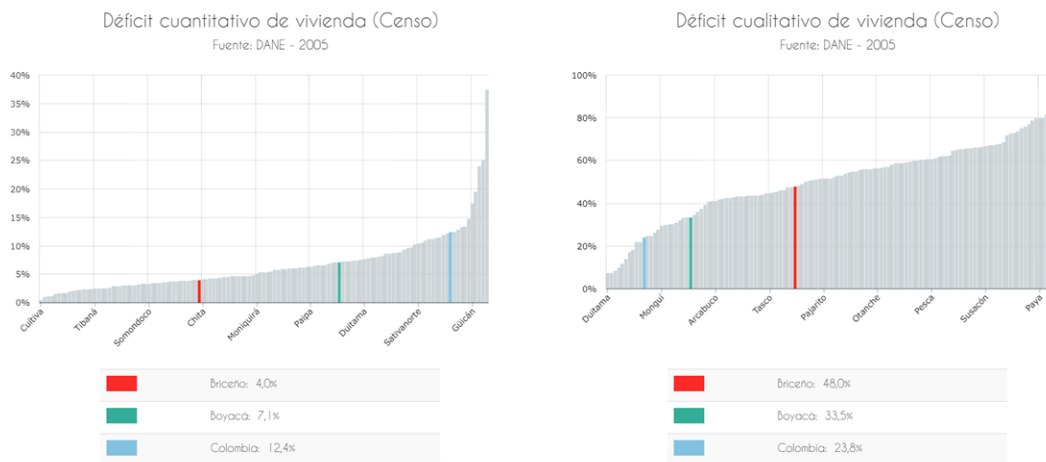 Déficit cuantitativo de vivienda (Censo)
Fuente: DANE - 2005
40%
35%
30%
25%
20%
15%
10%
5%
0%
Cuítiva
Tibaná
Somondoco
Chita
Moniquirá
Paipa
Duitama
Sativanorte
Güicán
Briceño: 4,0%
Boyacá: 7,1%
Colombia: 12,4%
Déficit cualitativo de vivienda (Censo)
Fuente: DANE - 2005
100%
80%
60%
40%
20%
0%
Duitama
Mongui
Arcabuco
Tasco
Pajarito
Otanche
Pesca
Susacón
Paya
Briceño: 48,0%
Boyacá: 33,5%
Colombia: 23,8%